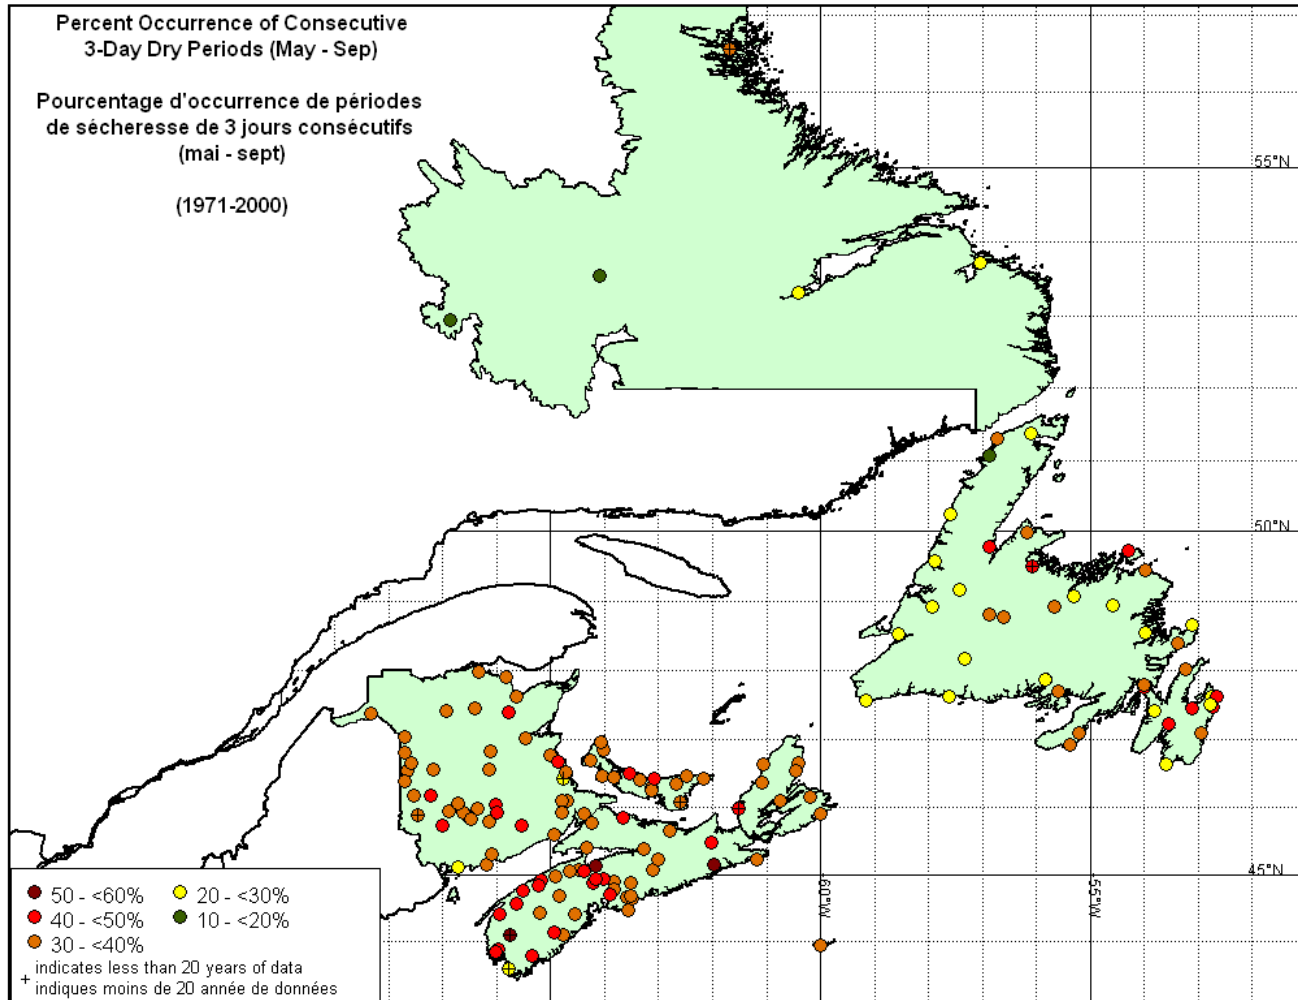 Percent Occurrence of Consecutive
3-Day Dry Periods (May - Sep)
Pourcentage d'occurrence de périodes
de sécheresse de 3 jours consécutifs
(mai - sept)
(1971-2000)
55°N
50°N
45°N
60°W
55°W
50 - <60%
20 - <30%
40 - <50%
10 - <20%
30 - <40%
indicates less than 20 years of data
+ indiques moins de 20 année de données